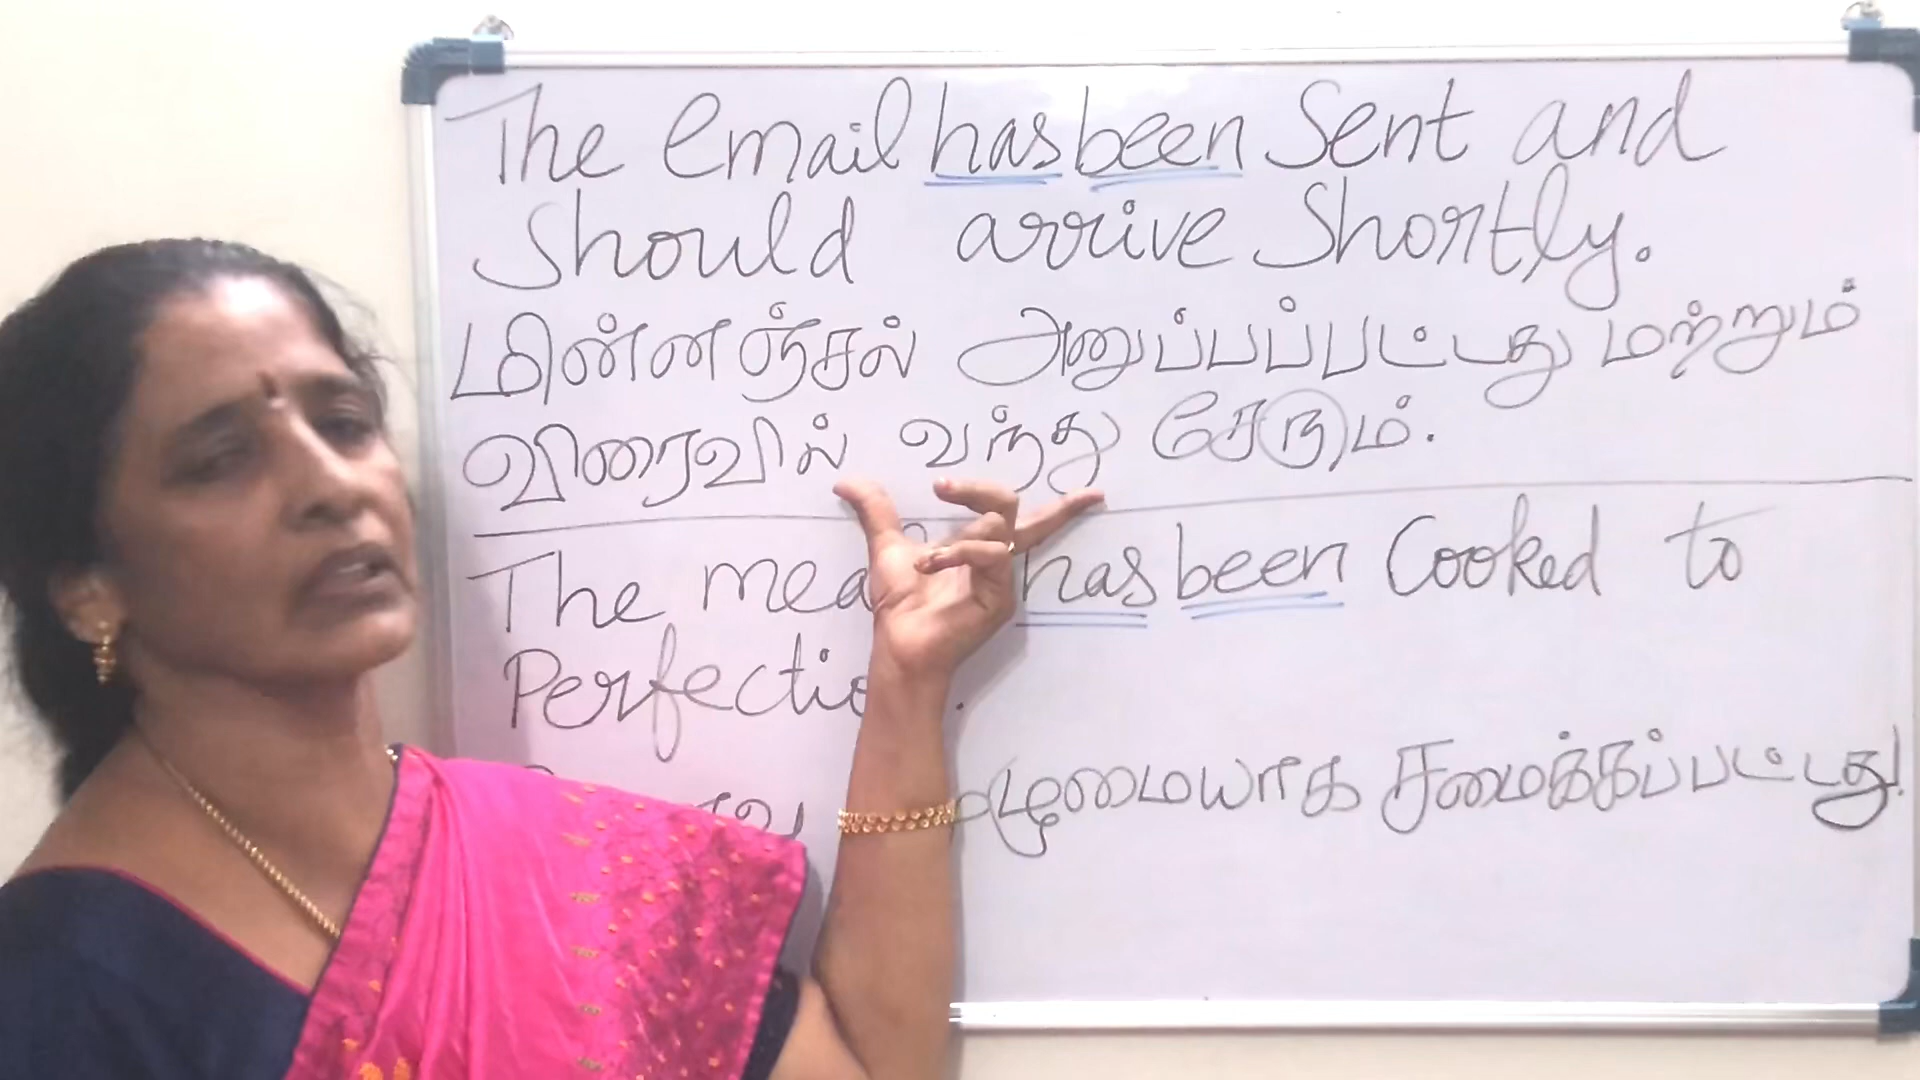 The email has been Sent and
Should arrive Shortly.
மின்னஞ்சல் அனுப்பப்பட்டது மற்றும்
விரைவில் வந்து சேரும்.
The has been Cooked to
சமைக்கப்பட்டது!